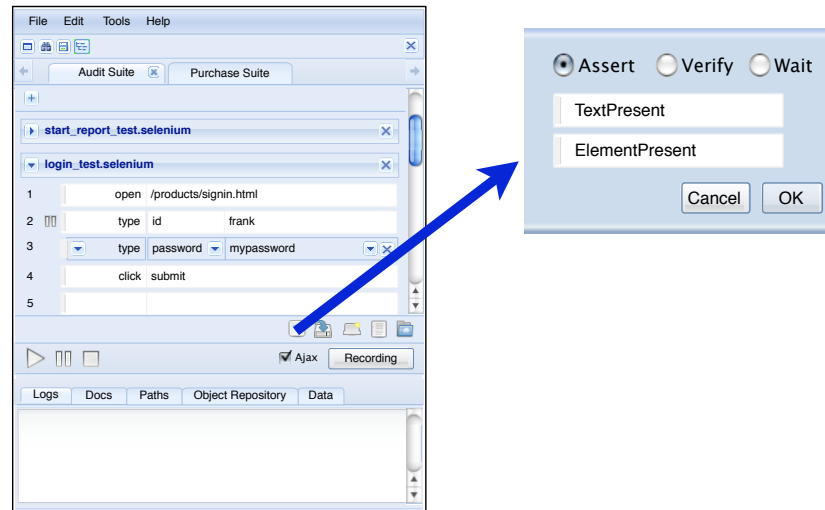 File Edit Tools Help
Audit Suite Purchase Suite
start_report_test.selenium
login_test.selenium
1 open /products/signin.html
2 type id frank
3 type password mypassword
4 click submit
5
Ajax Recording
Logs Docs Paths Object Repository Data
Assert Verify Wait
TextPresent
ElementPresent
Cancel OK